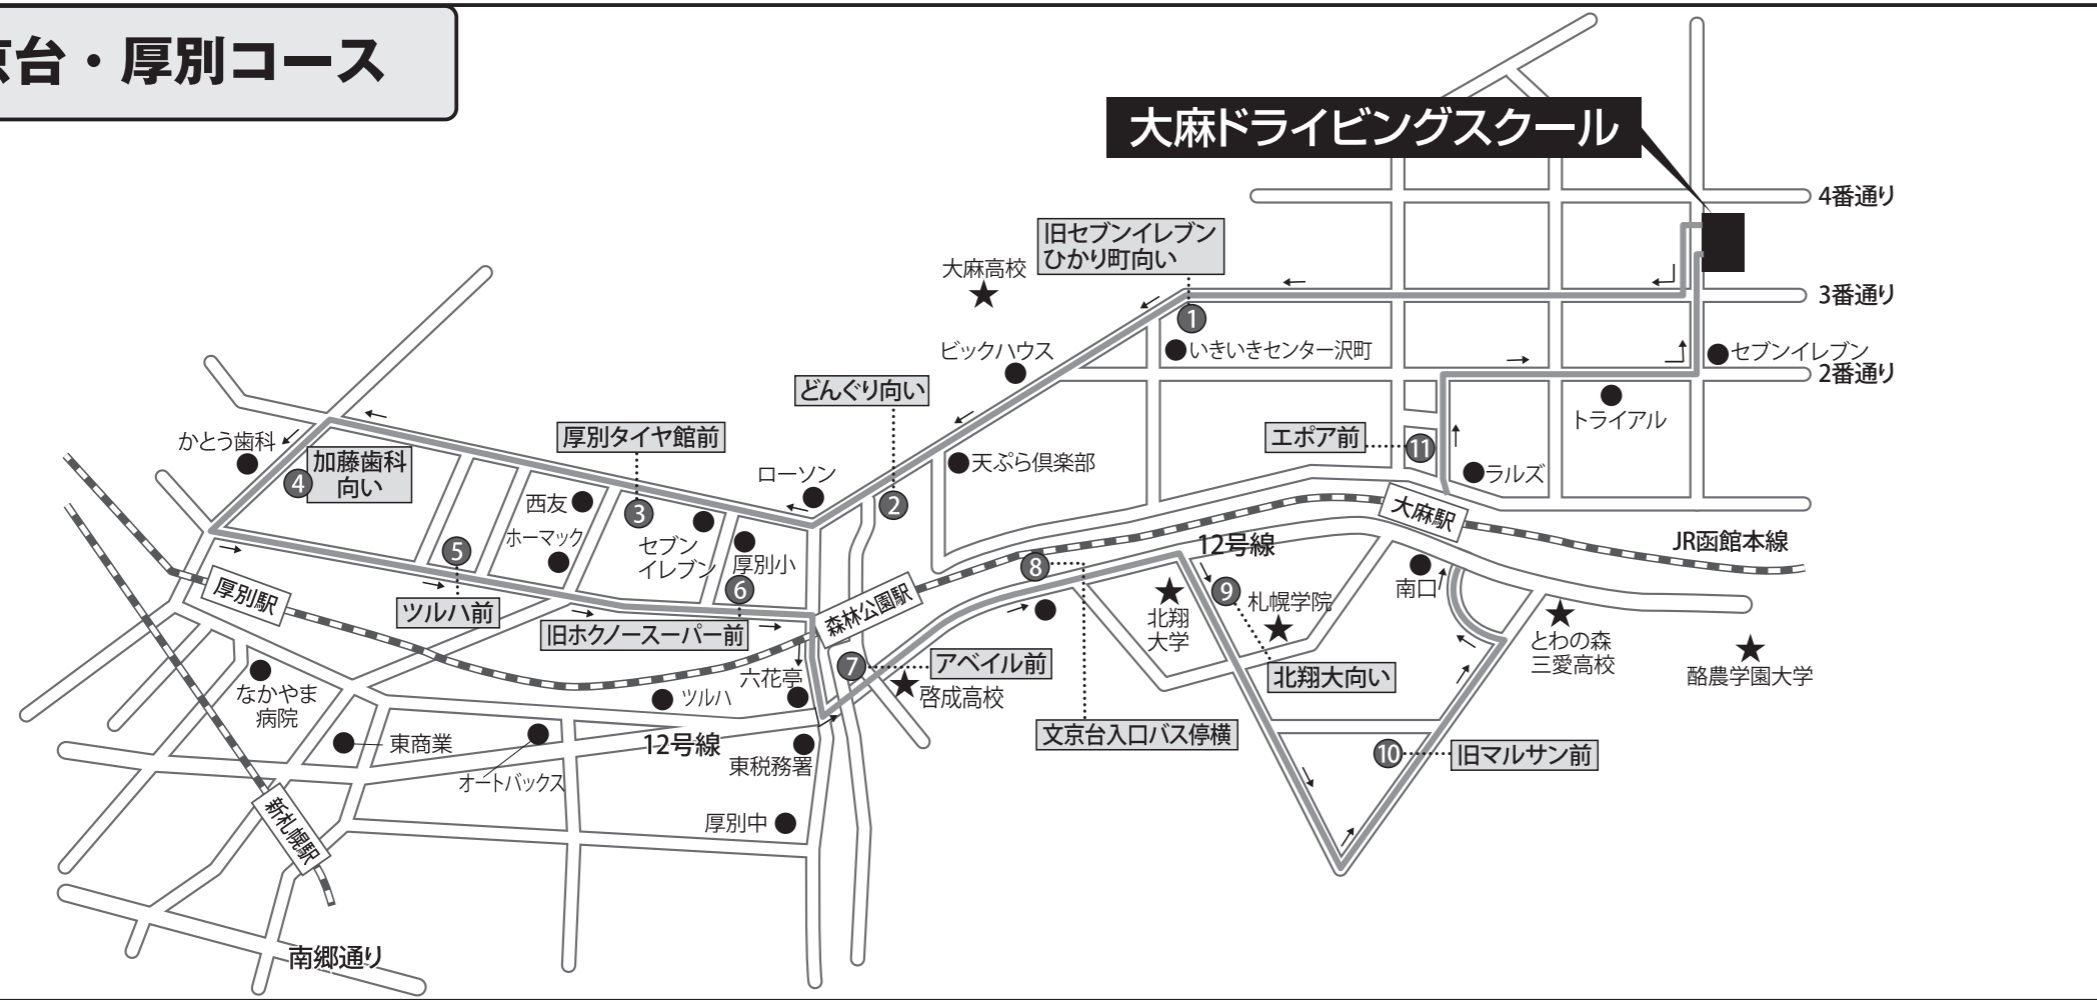 京台・厚別コース
大麻ドライビングスクール
4番通り
旧セブンイレブン
ひかり町向い
大麻高校
3番通り
1
いきいきセンター沢町
ビックハウス
セブンイレブン
2番通り
どんぐり向い
トライアル
厚別タイヤ館前
エポア前
11
かとう歯科
加藤歯科
向い
4
天ぷら倶楽部
ローソン
ラルズ
西友
3
2
大麻駅
ホーマック
セブン
イレブン
厚別小
5
6
12号線
JR函館本線
8
南口
9
札幌学院
厚別駅
ツルハ前
森林公園駅
北翔
大学
旧ホクノースーパー前
とわの森
三愛高校
7
アベイル前
六花亭
啓成高校
北翔大向い
酪農学園大学
なかやま
病院
ツルハ
文京台入口バス停横
東商業
12号線
10
旧マルサン前
東税務署
オートバックス
新札幌駅
厚別中
南郷通り